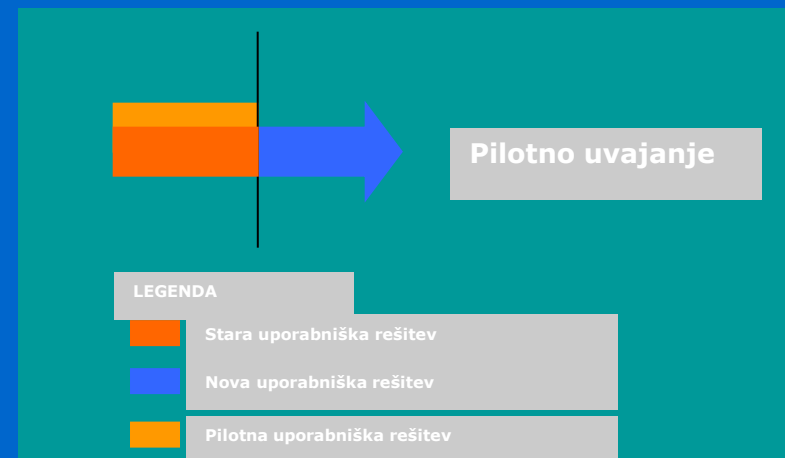 Pilotno uvajanje
LEGENDA
Stara uporabniška rešitev
Nova uporabniška rešitev
Pilotna uporabniška rešitev